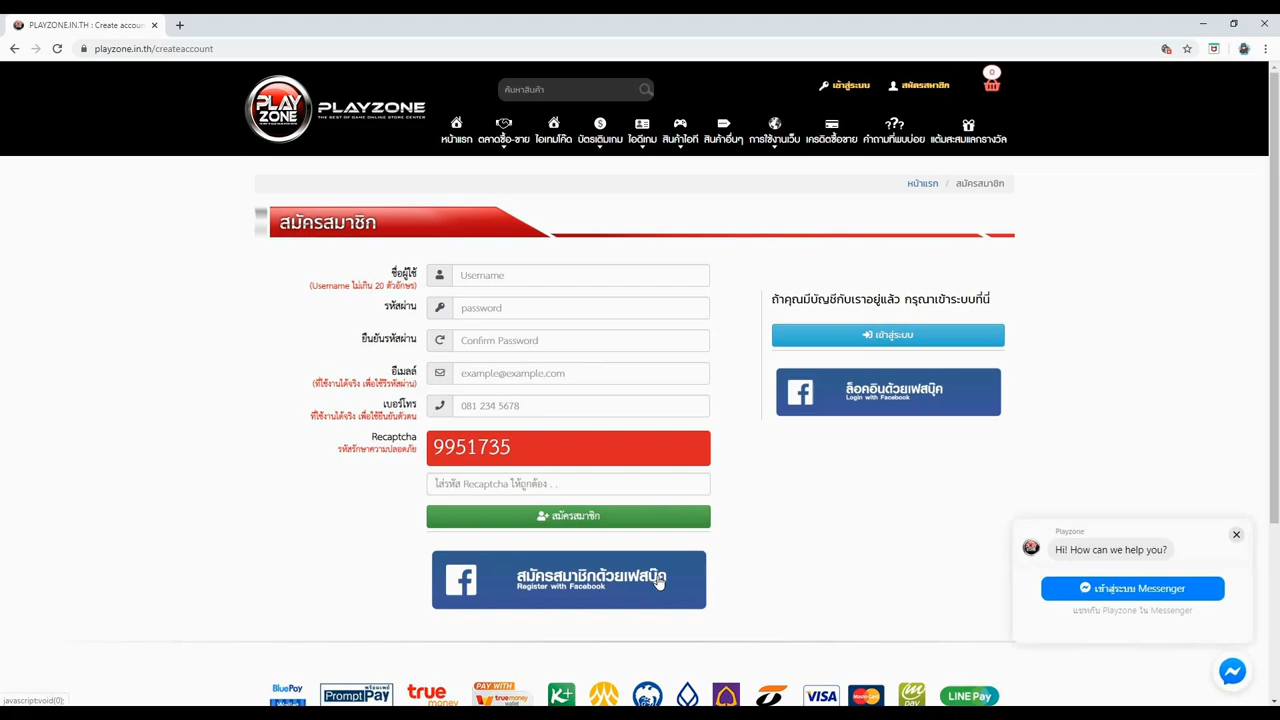 PLAYZONE.IN.TH : Create accou
playzone.in.th/createaccount
PLAY ZONE
PLAYZONE
THE BEST OF GAME ONLINE STORE CENTER
ค้นหาสินค้า
เข้าสู่ระบบ
สมัครสมาชิก
0
หน้าแรก
ตลาดซื้อ-ขาย
ไอเทมโค้ด
บัตรเติมเกม
ไอดีเกม
สินค้าไอที
สินค้าอื่นๆ
การใช้งานเว็บ
เครดิตซื้อขาย
???
คำถามที่พบบ่อย
แต้มสะสมแลกรางวัล
หน้าแรก / สมัครสมาชิก
สมัครสมาชิก
ชื่อผู้ใช้
(Username ไม่เกิน 20 ตัวอักษร)
Username
รหัสผ่าน
password
ยืนยันรหัสผ่าน
Confirm Password
อีเมลล์
(ที่ใช้งานได้จริง เพื่อใช้รีรหัสผ่าน)
example@example.com
เบอร์โทร
ที่ใช้งานได้จริง เพื่อใช้ยืนยันตัวตน
081 234 5678
Recaptcha
รหัสรักษาความปลอดภัย
9951735
ใส่รหัส Recaptcha ให้ถูกต้อง . .
สมัครสมาชิก
สมัครสมาชิกด้วยเฟสบุ๊ค
Register with Facebook
ถ้าคุณมีบัญชีกับเราอยู่แล้ว กรุณาเข้าระบบที่นี่
เข้าสู่ระบบ
ล็อคอินด้วยเฟสบุ๊ค
Login with Facebook
Playzone
Hi! How can we help you?
เข้าสู่ระบบ Messenger
แชทกับ Playzone ใน Messenger
BluePay
พร้อมเพย์
PromptPay
true
money
PAY WITH
truemoney
wallet
K+
VISA
MasterCard
m
pay
LINE Pay
javascript:void(0);